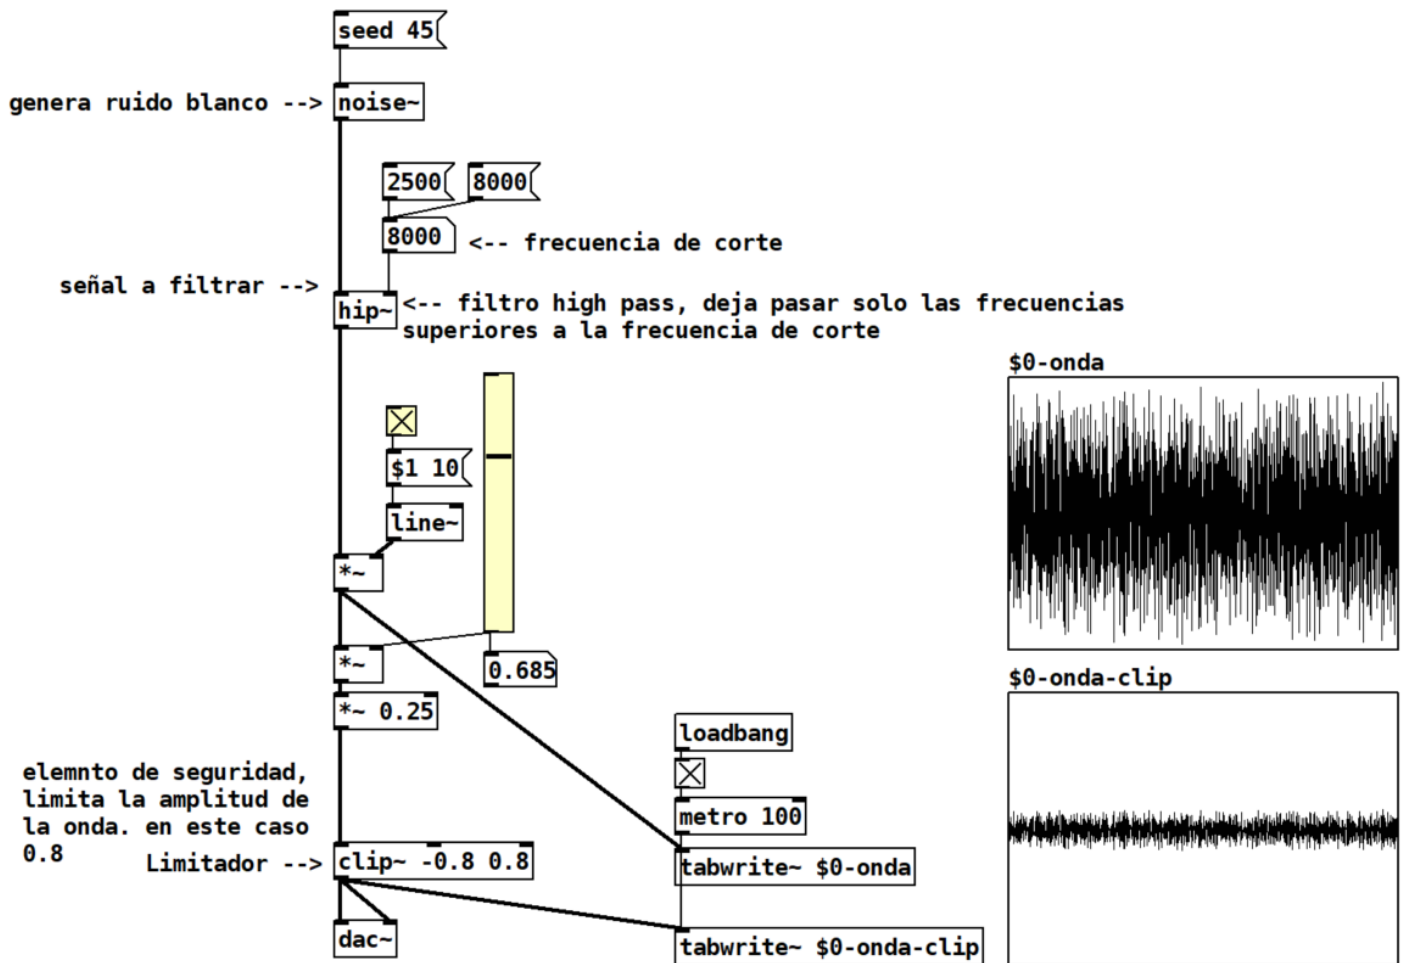 seed 45
genera ruido blanco -->
noise~
2500
8000
8000
<-- frecuencia de corte
señal a filtrar -->
hip~
<-- filtro high pass, deja pasar solo las frecuencias
superiores a la frecuencia de corte
$0-onda
$1 10
line~
*~
*~
0.685
$0-onda-clip
*~ 0.25
loadbang
metro 100
elemnto de seguridad,
limita la amplitud de
la onda. en este caso
0.8
Limitador -->
clip~ -0.8 0.8
tabwrite~ $0-onda
dac~
tabwrite~ $0-onda-clip